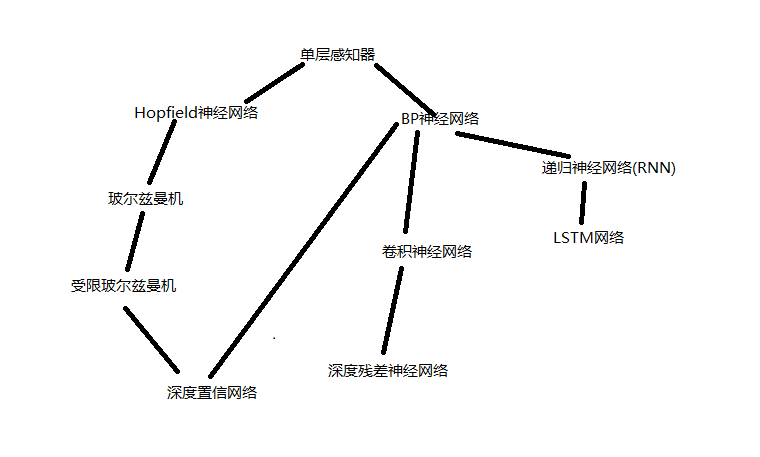 单层感知器
Hopfield神经网络
BP神经网络
递归神经网络(RNN)
玻尔兹曼机
LSTM网络
卷积神经网络
受限玻尔兹曼机
深度残差神经网络
深度置信网络